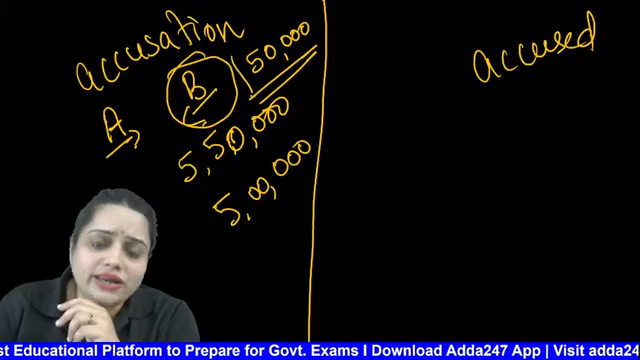 accusation
50,000
B
A
5,50,000
5,00,000
accused
st Educational Platform to Prepare for Govt. Exams I Download Adda247 App | Visit adda24